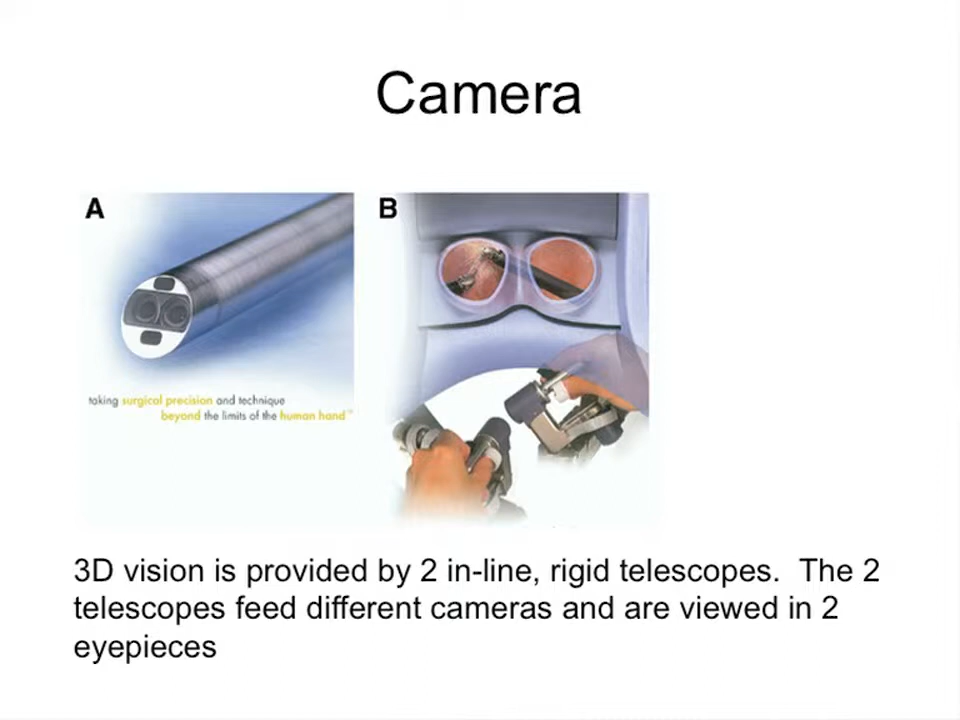 Camera
A
B
taking surgical precision and technique
beyond the limits of the human hand™
3D vision is provided by 2 in-line, rigid telescopes.  The 2
telescopes feed different cameras and are viewed in 2
eyepieces